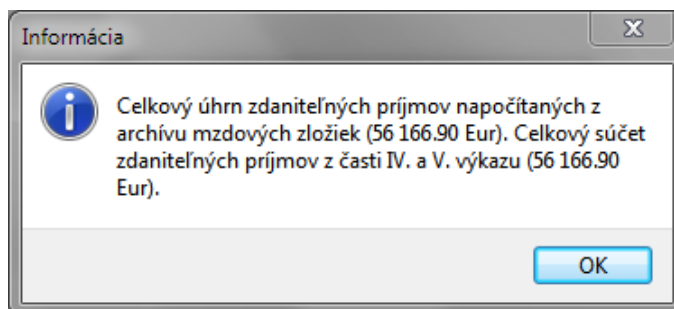 Informácia
Celkový úhrn zdaniteľných príjmov napočítaných z
archívu mzdových zložiek (56 166.90 Eur). Celkový súčet
zdaniteľných príjmov z časti IV. a V. výkazu (56 166.90
Eur).
OK